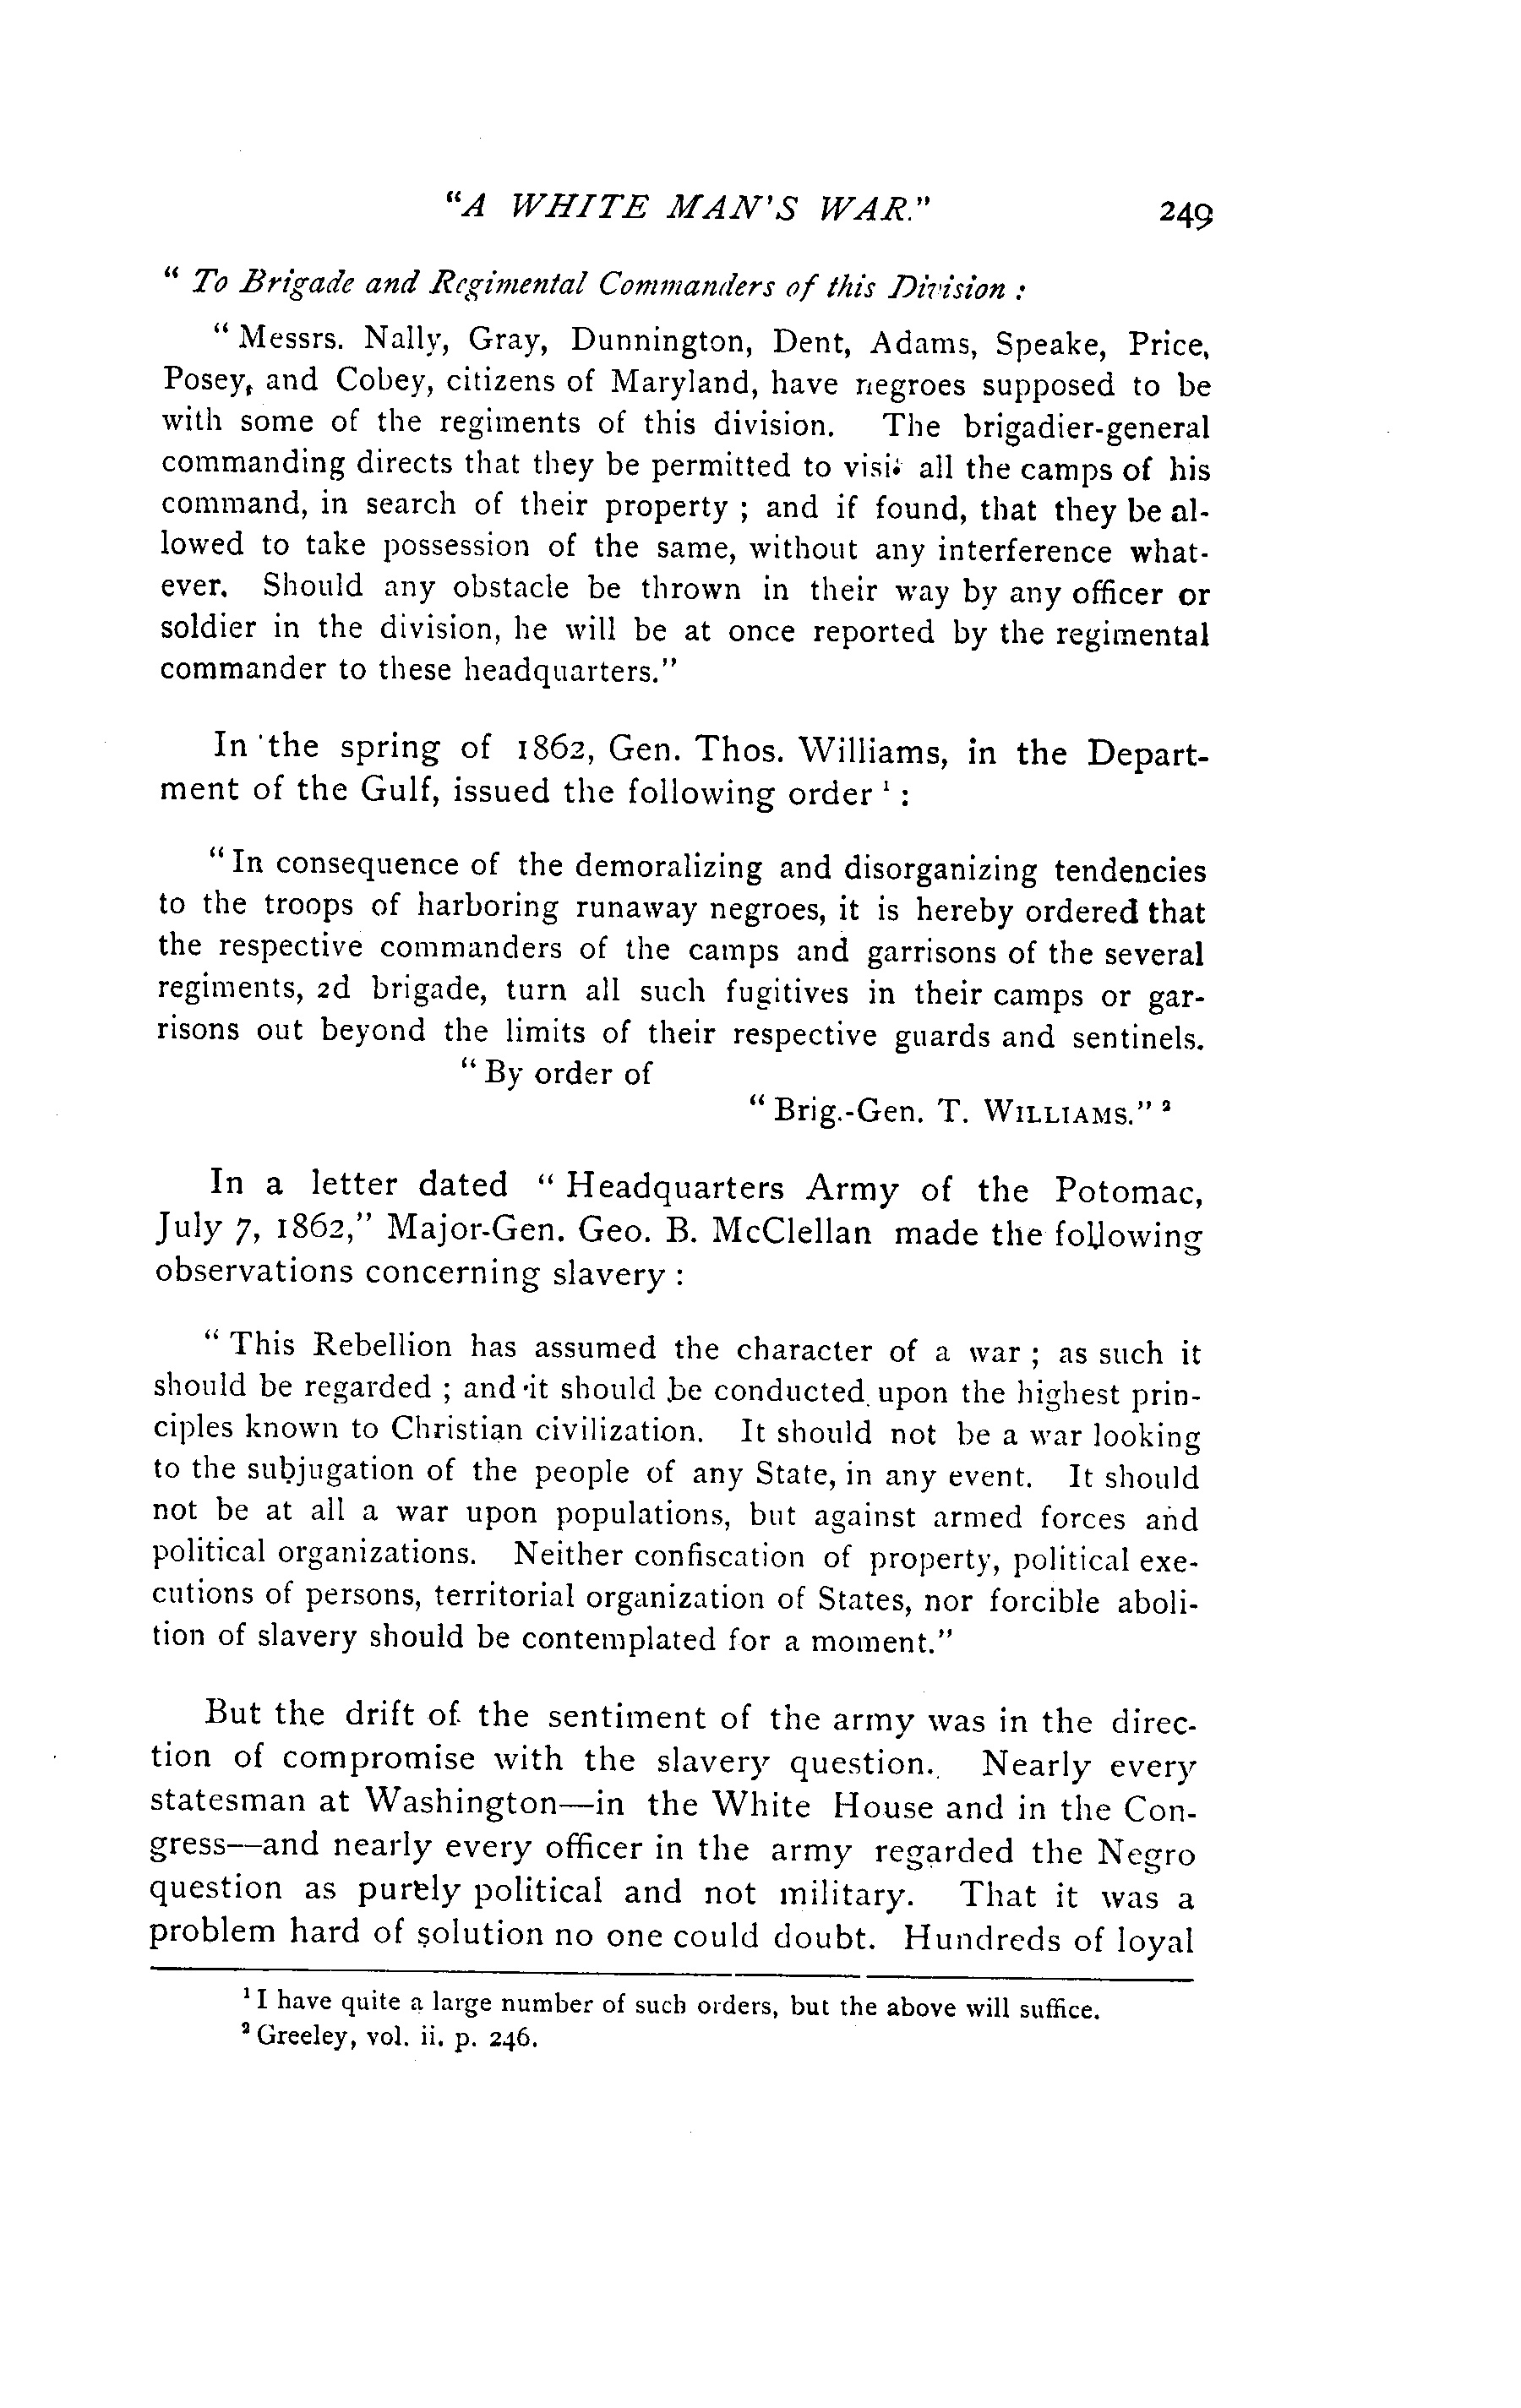 "A WHITE MAN'S WAR." 249
" To Brigade and Regimental Commanders of this Division :
" Messrs. Nally, Gray, Dunnington, Dent, Adams, Speake, Price,
Posey, and Cobey, citizens of Maryland, have negroes supposed to be
with some of the regiments of this division. The brigadier-general
commanding directs that they be permitted to visit all the camps of his
command, in search of their property ; and if found, that they be al-
lowed to take possession of the same, without any interference what-
ever. Should any obstacle be thrown in their way by any officer or
soldier in the division, he will be at once reported by the regimental
commander to these headquarters."
In the spring of 1862, Gen. Thos. Williams, in the Depart-
ment of the Gulf, issued the following order ¹ :
" In consequence of the demoralizing and disorganizing tendencies
to the troops of harboring runaway negroes, it is hereby ordered that
the respective commanders of the camps and garrisons of the several
regiments, 2d brigade, turn all such fugitives in their camps or gar-
risons out beyond the limits of their respective guards and sentinels.
" By order of
" Brig.-Gen. T. WILLIAMS." ²
In a letter dated " Headquarters Army of the Potomac,
July 7, 1862," Major-Gen. Geo. B. McClellan made the following
observations concerning slavery :
" This Rebellion has assumed the character of a war ; as such it
should be regarded ; and it should be conducted upon the highest prin-
ciples known to Christian civilization. It should not be a war looking
to the subjugation of the people of any State, in any event. It should
not be at all a war upon populations, but against armed forces and
political organizations. Neither confiscation of property, political exe-
cutions of persons, territorial organization of States, nor forcible aboli-
tion of slavery should be contemplated for a moment."
But the drift of the sentiment of the army was in the direc-
tion of compromise with the slavery question. Nearly every
statesman at Washington—in the White House and in the Con-
gress—and nearly every officer in the army regarded the Negro
question as purely political and not military. That it was a
problem hard of solution no one could doubt. Hundreds of loyal
¹ I have quite a large number of such orders, but the above will suffice.
² Greeley, vol. ii. p. 246.